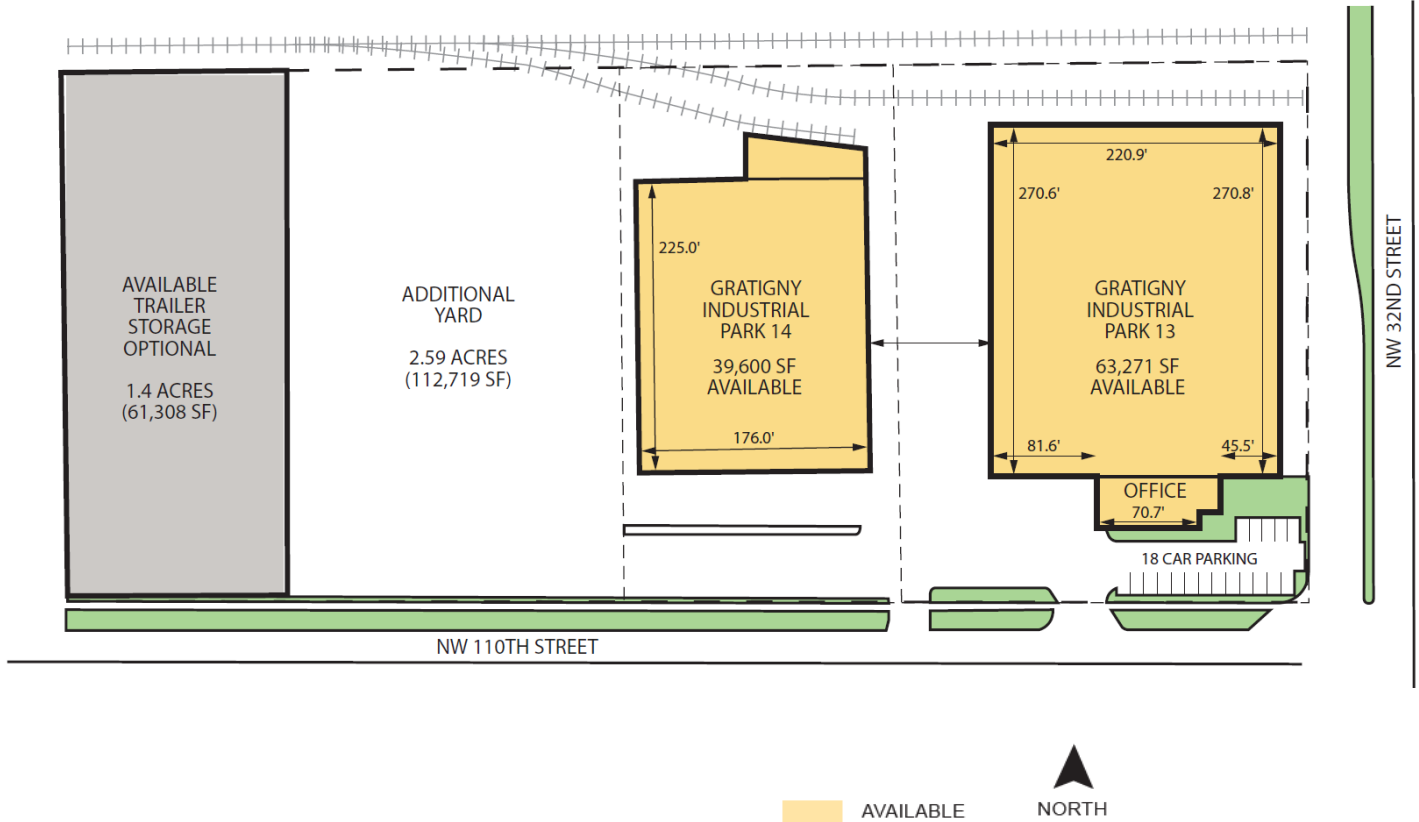 220.9'
270.6'
270.8'
225.0'
AVAILABLE
TRAILER
STORAGE
OPTIONAL
1.4 ACRES
(61,308 SF)
ADDITIONAL
YARD
2.59 ACRES
(112,719 SF)
GRATIGNY
INDUSTRIAL
PARK 14
39,600 SF
AVAILABLE
176.0'
GRATIGNY
INDUSTRIAL
PARK 13
63,271 SF
AVAILABLE
81.6'
45.5'
OFFICE
70.7'
18 CAR PARKING
NW 32ND STREET
NW 110TH STREET
AVAILABLE
NORTH